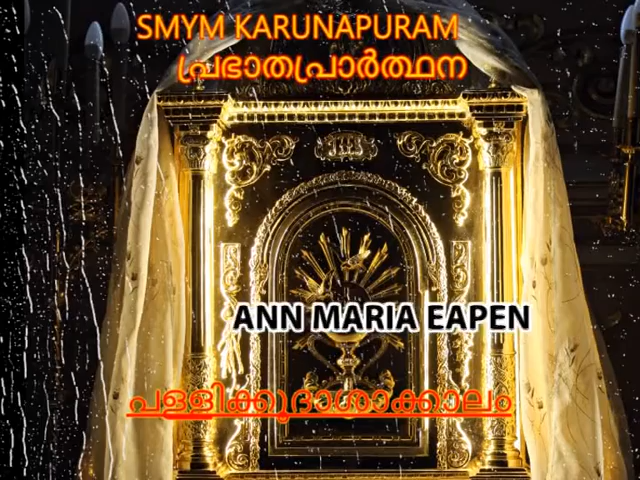 SMYM KARUNAPURAM
പ്രഭാതപ്രാർത്ഥന
ANN MARIA EAPEN
പള്ളിക്കൂദാശാക്കാലം